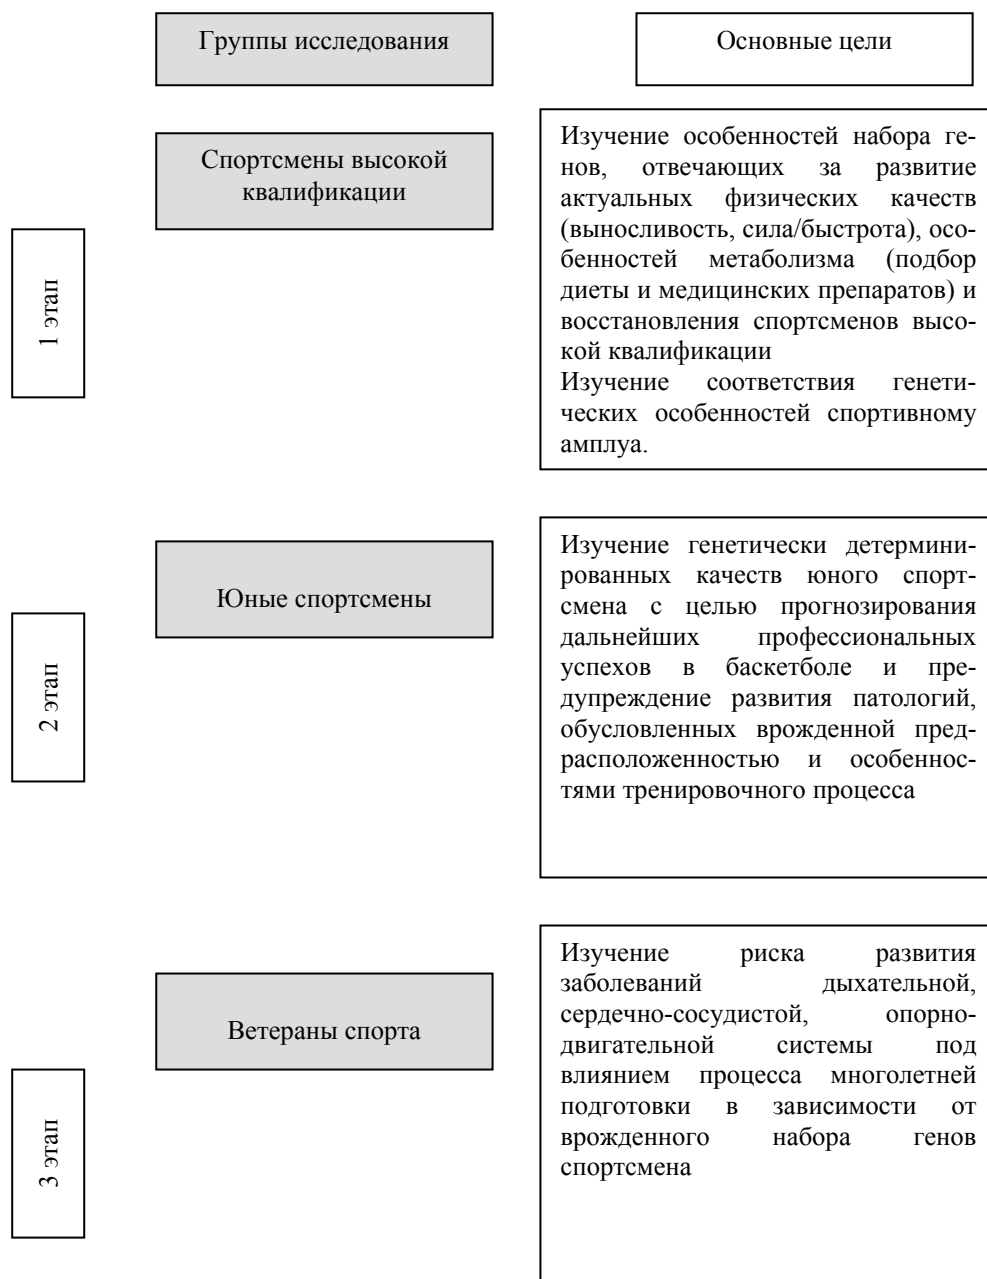 Группы исследования
Основные цели
1 этап
Спортсмены высокой
квалификации
Изучение особенностей набора ге-
нов, отвечающих за развитие
актуальных физических качеств
(выносливость, сила/быстрота), осо-
бенностей метаболизма (подбор
диеты и медицинских препаратов) и
восстановления спортсменов высо-
кой квалификации
Изучение соответствия генети-
ческих особенностей спортивному
амплуа.
2 этап
Юные спортсмены
Изучение генетически детермини-
рованных качеств юного спорт-
смена с целью прогнозирования
дальнейших профессиональных
успехов в баскетболе и пре-
дупреждение развития патологий,
обусловленных врожденной пред-
расположенностью и особеннос-
тями тренировочного процесса
3 этап
Ветераны спорта
Изучение риска развития
заболеваний дыхательной,
сердечно-сосудистой, опорно-
двигательной системы под
влиянием процесса многолетней
подготовки в зависимости от
врожденного набора генов
спортсмена